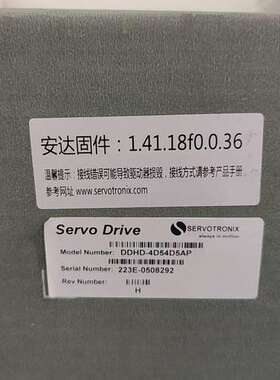 安达固件：1.41.18f0.0.36
温馨提示：接线错误可能导致驱动器损毁，接线方式请参考产品手册
参考网址 www.servotronix.com
Servo Drive
SERVOTRONIX
always in motion
Model Number: DDHD-4D54D5AP
Serial Number: 223E-0508292
Rev Number:
H